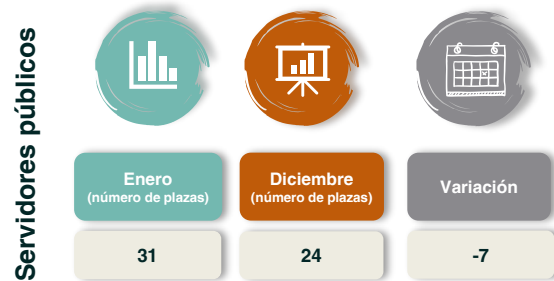 Servidores públicos
Enero
(número de plazas)
Diciembre
(número de plazas)
Variación
31
24
-7